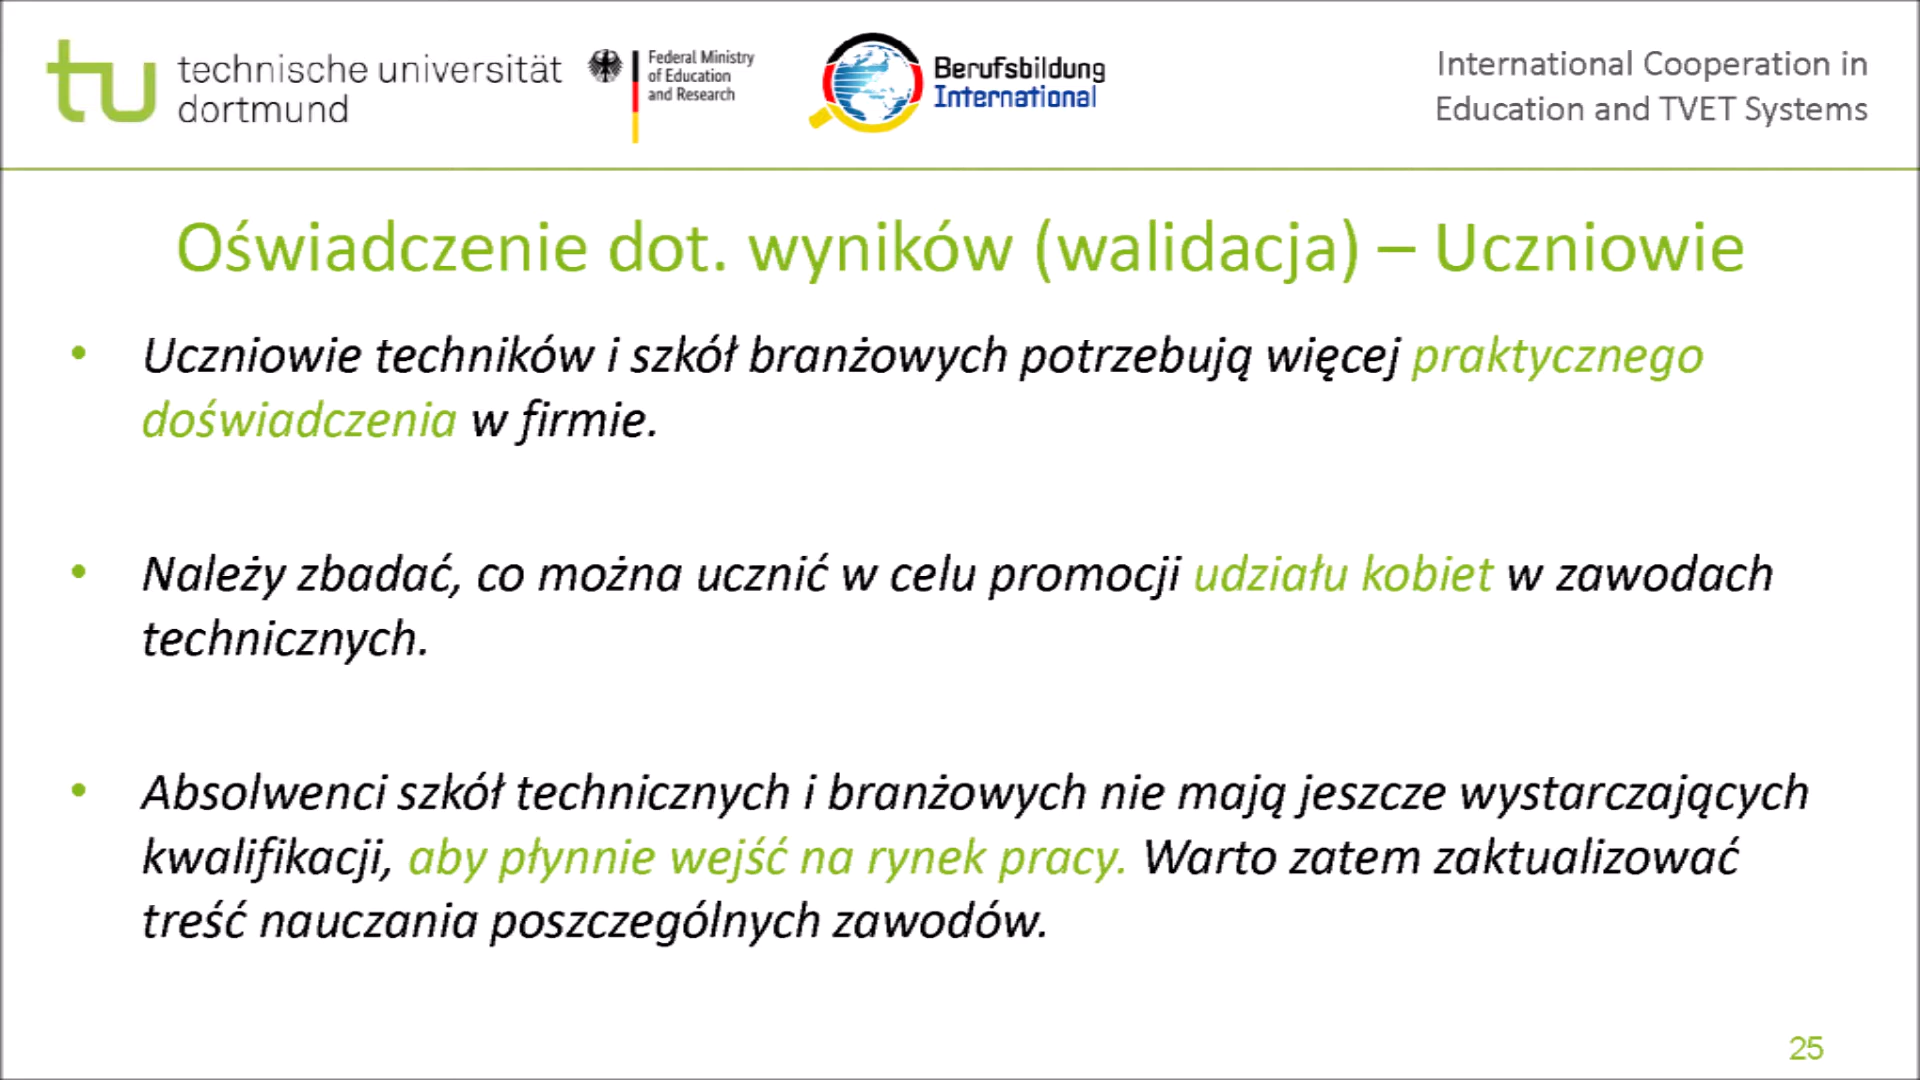 technische universität
dortmund
Federal Ministry
of Education
and Research
Berufsbildung
International
International Cooperation in
Education and TVET Systems
Oświadczenie dot. wyników (walidacja) – Uczniowie
• Uczniowie techników i szkół branżowych potrzebują więcej praktycznego
doświadczenia w firmie.
• Należy zbadać, co można ucznić w celu promocji udziału kobiet w zawodach
technicznych.
• Absolwenci szkół technicznych i branżowych nie mają jeszcze wystarczających
kwalifikacji, aby płynnie wejść na rynek pracy. Warto zatem zaktualizować
treść nauczania poszczególnych zawodów.
25